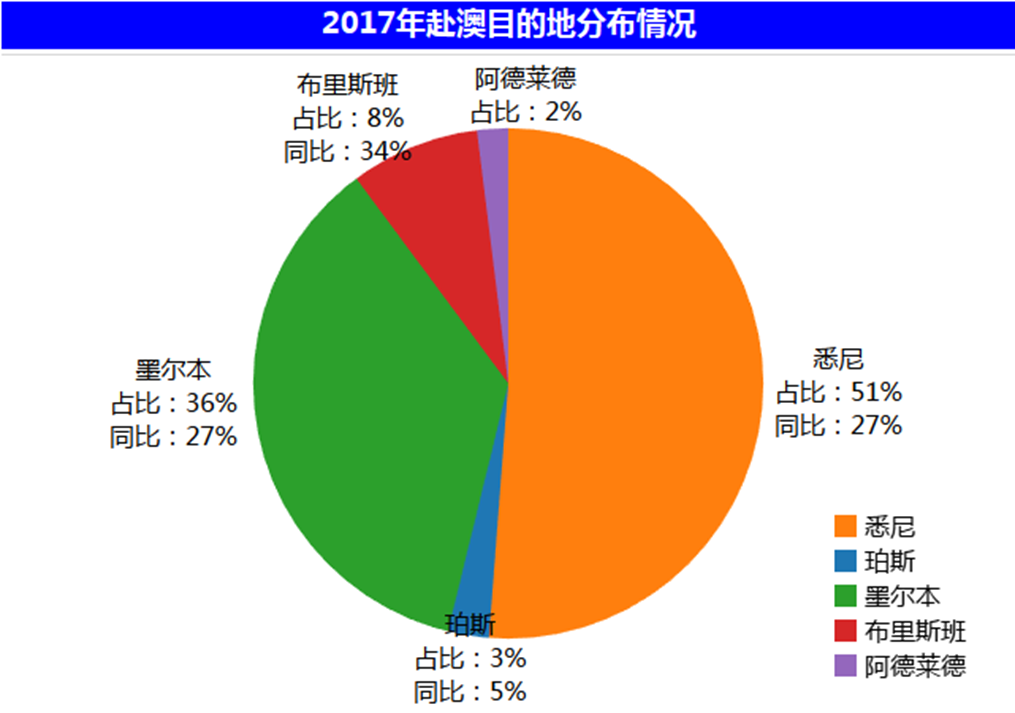 2017年赴澳目的地分布情况
阿德莱德
占比：2%
布里斯班
占比：8%
同比：34%
墨尔本
占比：36%
同比：27%
悉尼
占比：51%
同比：27%
珀斯
占比：3%
同比：5%
悉尼
珀斯
墨尔本
布里斯班
阿德莱德